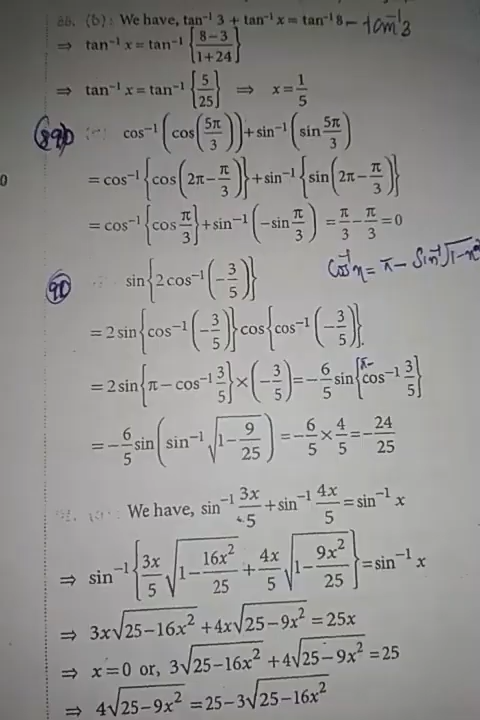 88. (b) : We have, tan⁻¹ 3 + tan⁻¹ x = tan⁻¹ 8 – tan⁻¹ 3
⇒ tan⁻¹ x = tan⁻¹ {(8 – 3)/(1 + 24)}
⇒ tan⁻¹ x = tan⁻¹ {5/25} ⇒ x = 1/5
89) cos⁻¹ (cos(5π/3)) + sin⁻¹ (sin 5π/3)
= cos⁻¹ {cos(2π – π/3)} + sin⁻¹ {sin(2π – π/3)}
= cos⁻¹ {cos π/3} + sin⁻¹ (–sin π/3) = π/3 – π/3 = 0
cos⁻¹x = π – sin⁻¹√(1–x²)
90 sin{2 cos⁻¹ (–3/5)}
= 2 sin{cos⁻¹ (–3/5)} cos{cos⁻¹ (–3/5)}.
= 2 sin{π – cos⁻¹ 3/5} × (–3/5) = –6/5 sin{cos⁻¹ 3/5}
π–
= –6/5 sin(sin⁻¹ √(1 – 9/25)) = –6/5 × 4/5 = –24/25
We have, sin⁻¹ 3x/5 + sin⁻¹ 4x/5 = sin⁻¹ x
⇒ sin⁻¹ {3x/5 √(1 – 16x²/25) + 4x/5 √(1 – 9x²/25)} = sin⁻¹ x
⇒ 3x√(25 – 16x²) + 4x√(25 – 9x²) = 25x
⇒ x = 0 or, 3√(25 – 16x²) + 4√(25 – 9x²) = 25
⇒ 4√(25 – 9x²) = 25 – 3√(25 – 16x²)